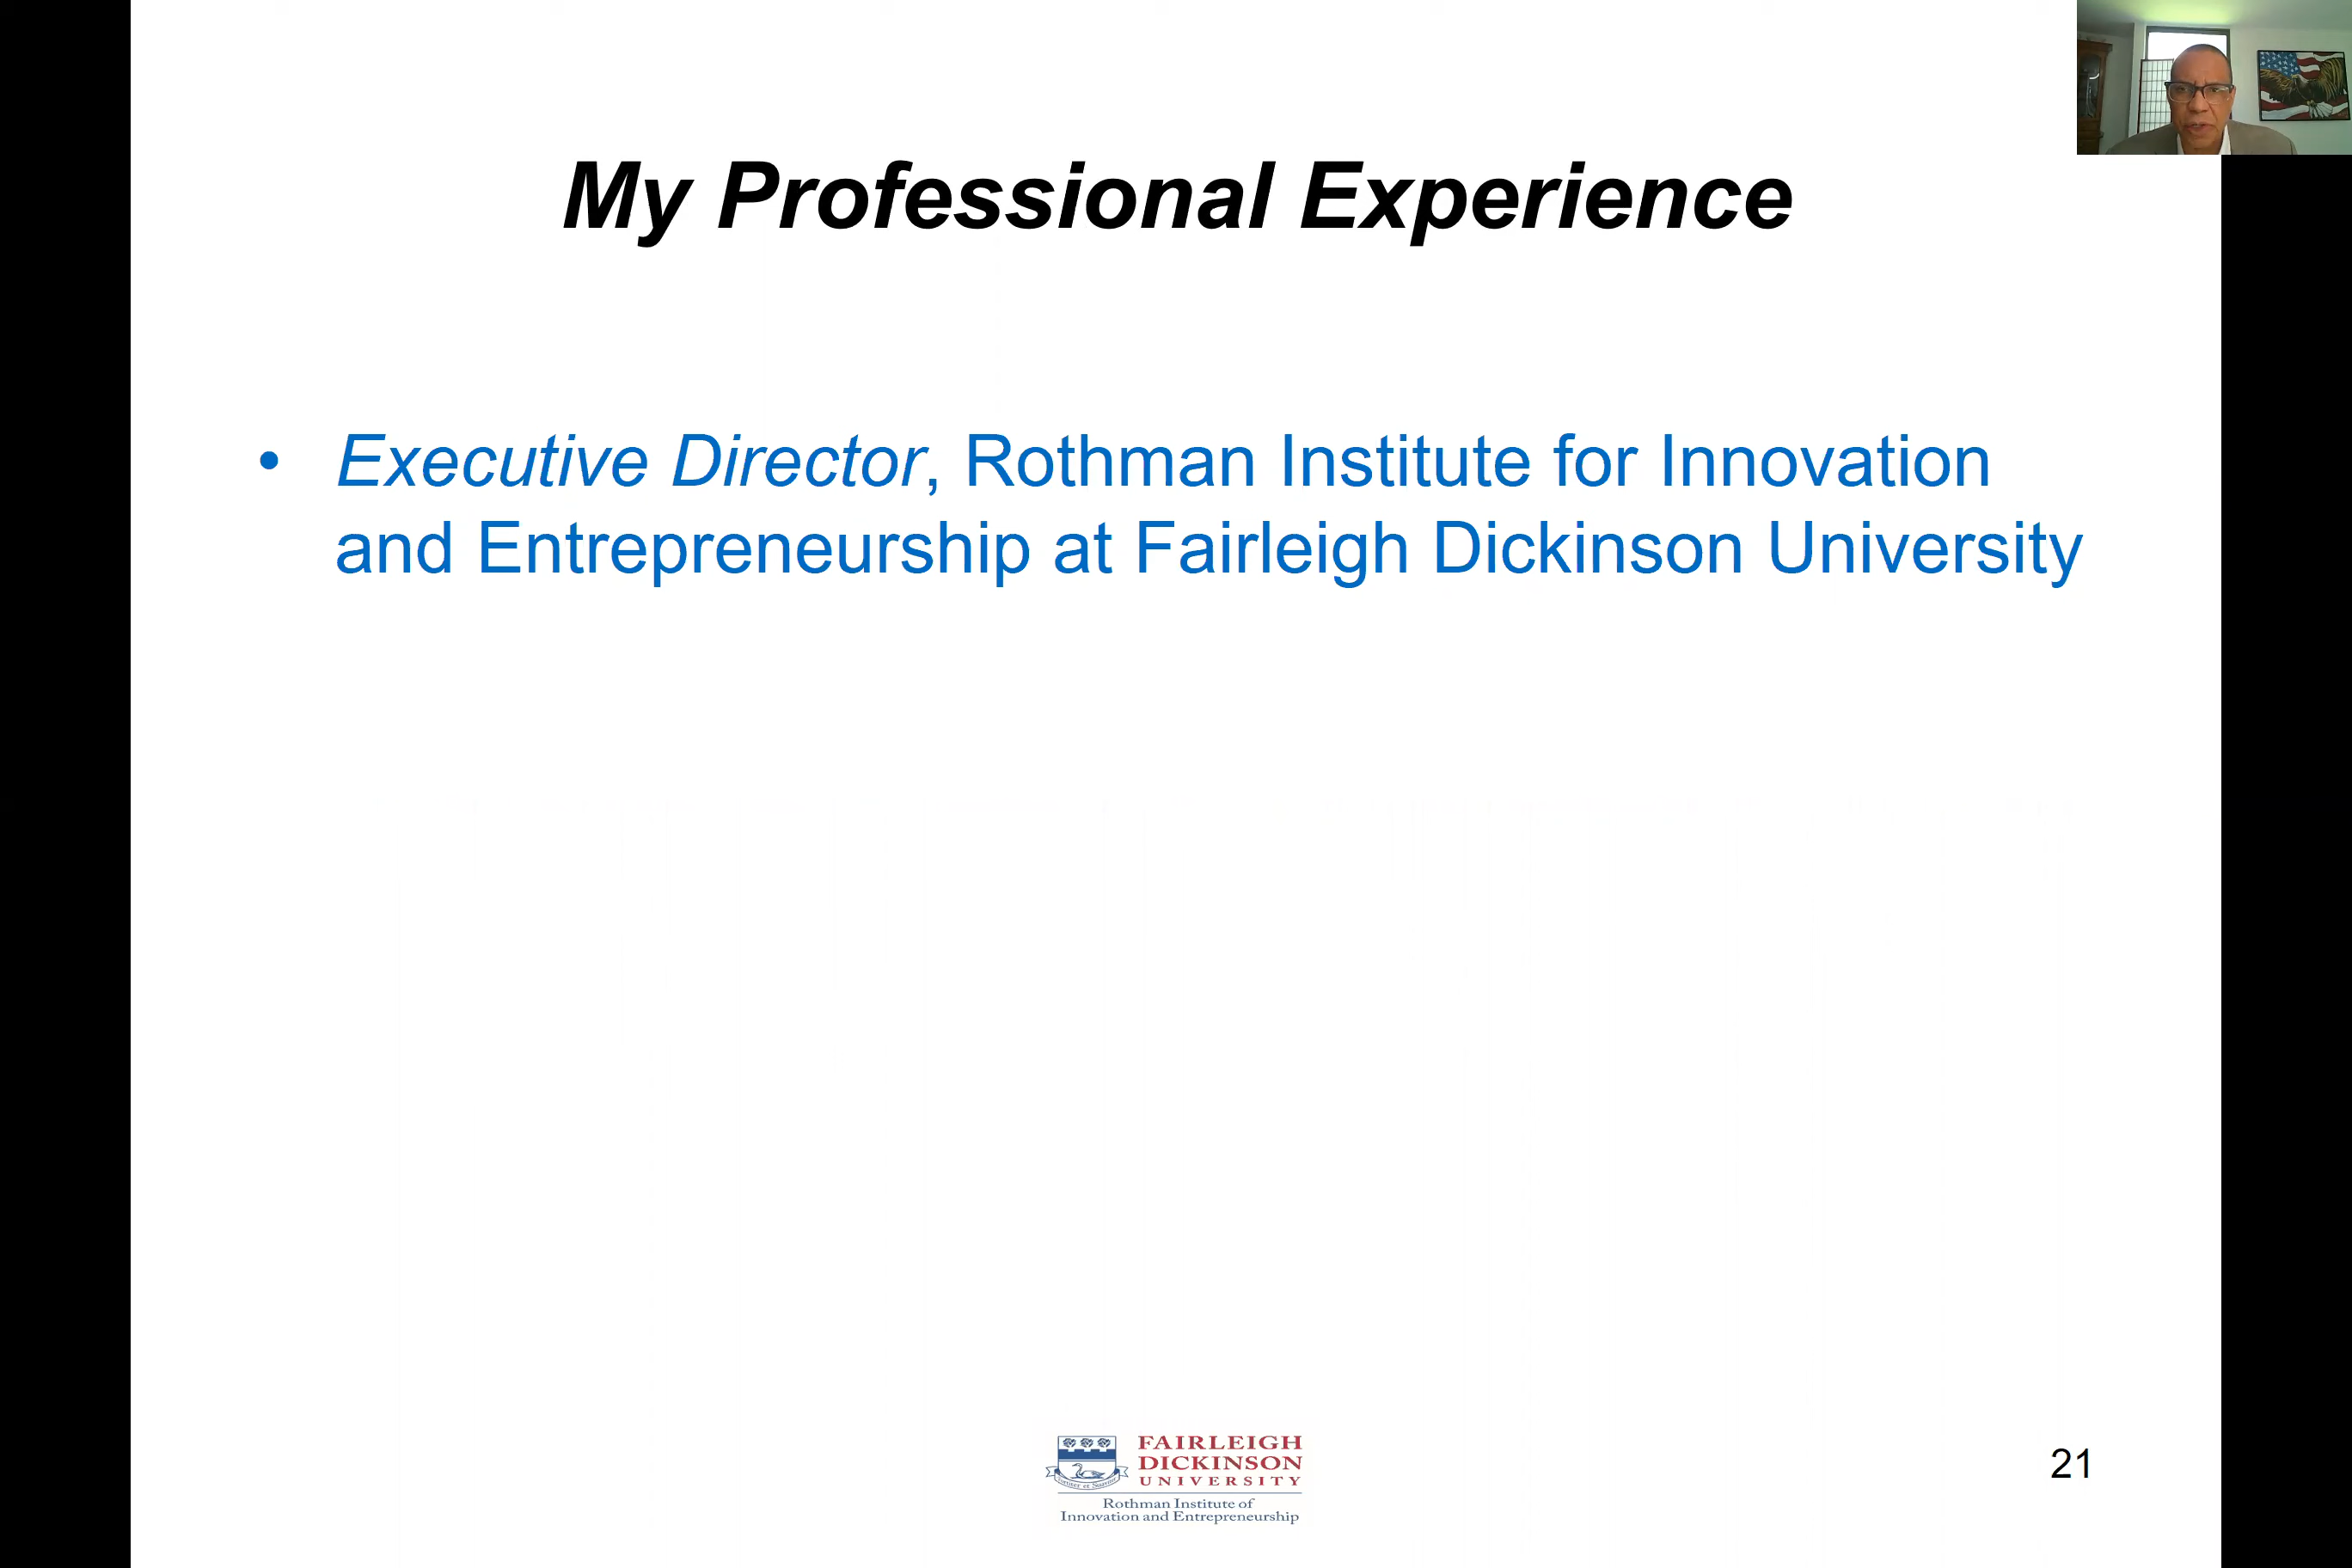 My Professional Experience
• Executive Director, Rothman Institute for Innovation
and Entrepreneurship at Fairleigh Dickinson University
FAIRLEIGH
DICKINSON
UNIVERSITY
Rothman Institute of
Innovation and Entrepreneurship
21